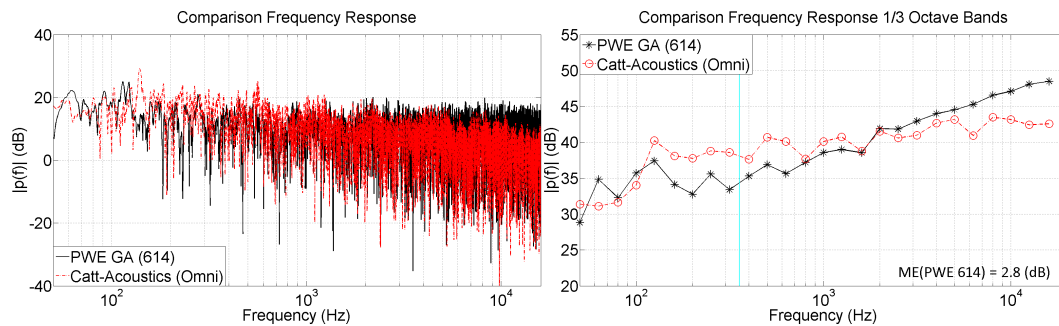 Comparison Frequency Response
|p(f)| (dB)
40
20
0
-20
-40
PWE GA (614)
Catt-Acoustics (Omni)
10²
10³
10⁴
Frequency (Hz)
Comparison Frequency Response 1/3 Octave Bands
|p(f)| (dB)
55
50
45
40
35
30
25
20
PWE GA (614)
Catt-Acoustics (Omni)
ME(PWE 614) = 2.8 (dB)
10²
10³
10⁴
Frequency (Hz)